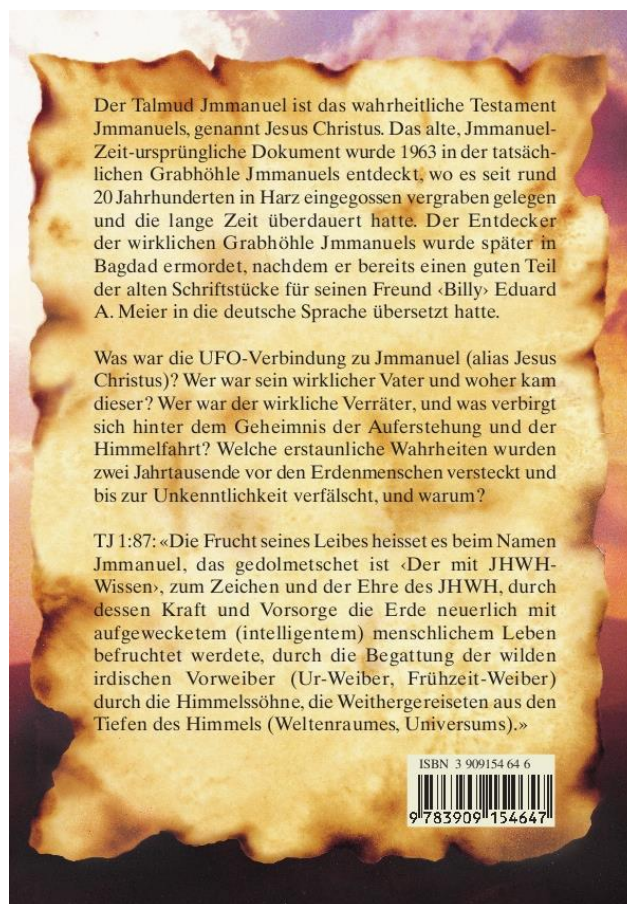 Der Talmud Jmmanuel ist das wahrheitliche Testament
Jmmanuels, genannt Jesus Christus. Das alte, Jmmanuel-
Zeit-ursprüngliche Dokument wurde 1963 in der tatsäch-
lichen Grabhöhle Jmmanuels entdeckt, wo es seit rund
20 Jahrhunderten in Harz eingegossen vergraben gelegen
und die lange Zeit überdauert hatte. Der Entdecker
der wirklichen Grabhöhle Jmmanuels wurde später in
Bagdad ermordet, nachdem er bereits einen guten Teil
der alten Schriftstücke für seinen Freund ‹Billy› Eduard
A. Meier in die deutsche Sprache übersetzt hatte.
Was war die UFO-Verbindung zu Jmmanuel (alias Jesus
Christus)? Wer war sein wirklicher Vater und woher kam
dieser? Wer war der wirkliche Verräter, und was verbirgt
sich hinter dem Geheimnis der Auferstehung und der
Himmelfahrt? Welche erstaunliche Wahrheiten wurden
zwei Jahrtausende vor den Erdenmenschen versteckt und
bis zur Unkenntlichkeit verfälscht, und warum?
TJ 1:87: «Die Frucht seines Leibes heisset es beim Namen
Jmmanuel, das gedolmetschet ist ‹Der mit JHWH-
Wissen›, zum Zeichen und der Ehre des JHWH, durch
dessen Kraft und Vorsorge die Erde neuerlich mit
aufgewecketem (intelligentem) menschlichem Leben
befruchtet werdete, durch die Begattung der wilden
irdischen Vorweiber (Ur-Weiber, Frühzeit-Weiber)
durch die Himmelssöhne, die Weithergereiseten aus den
Tiefen des Himmels (Weltenraumes, Universums).»
ISBN 3 909154 64 6
9 783909 154647